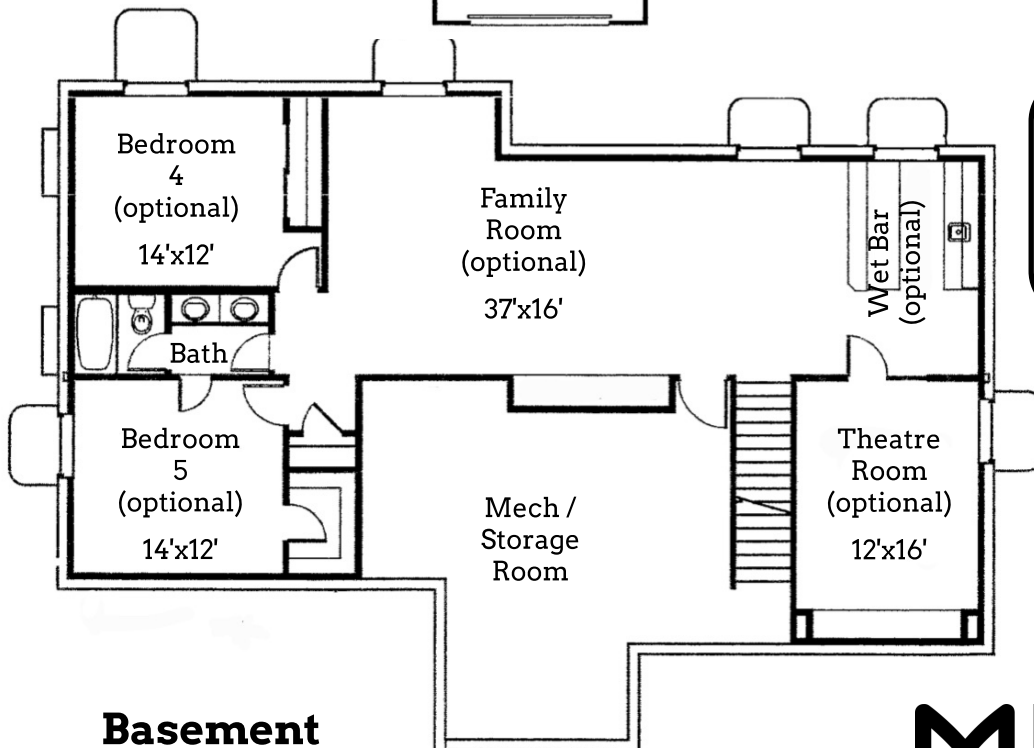 Bedroom
4
(optional)
14'x12'
Family
Room
(optional)
37'x16'
Wet Bar
(optional)
Bath
Bedroom
5
(optional)
14'x12'
Mech /
Storage
Room
Theatre
Room
(optional)
12'x16'
Basement
M